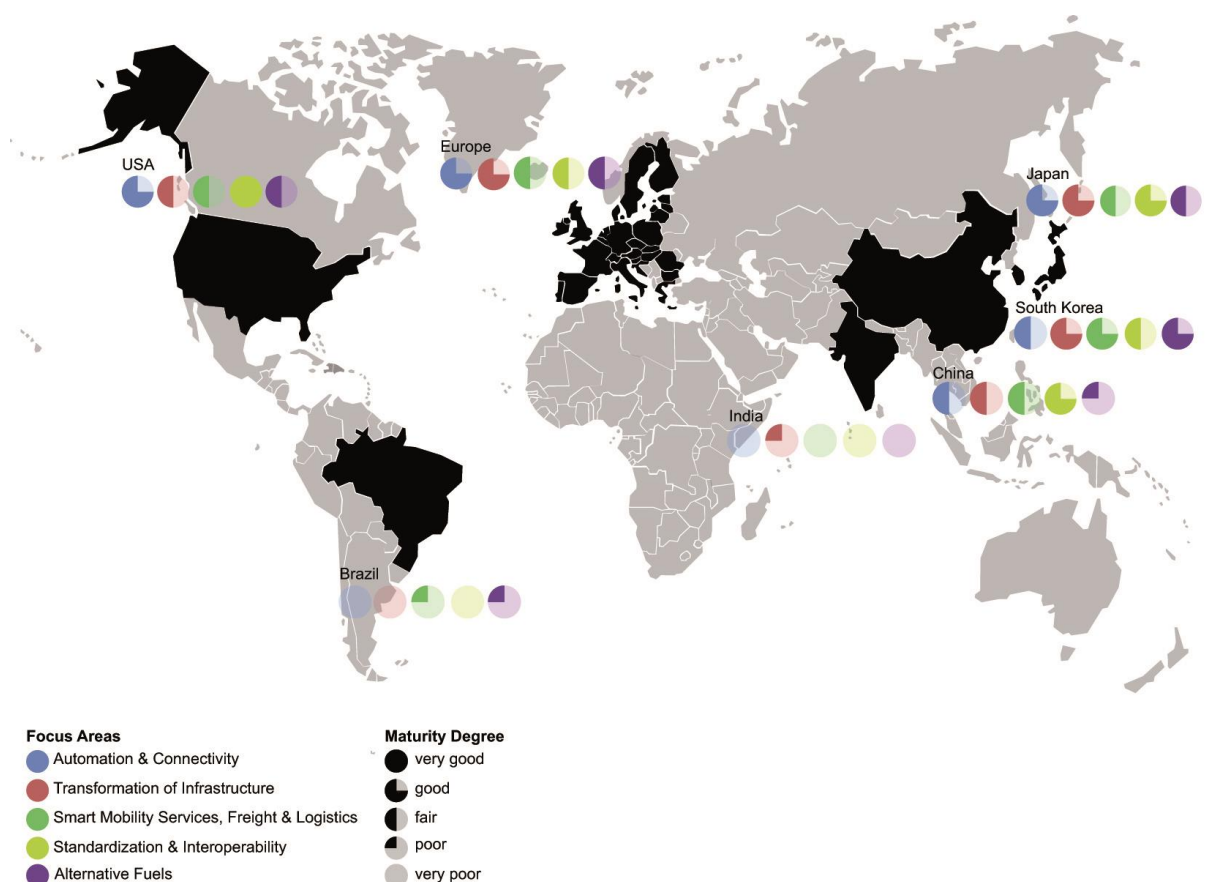 USA
Europe
Japan
South Korea
China
India
Brazil
Focus Areas
Automation & Connectivity
Transformation of Infrastructure
Smart Mobility Services, Freight & Logistics
Standardization & Interoperability
Alternative Fuels
Maturity Degree
very good
good
fair
poor
very poor